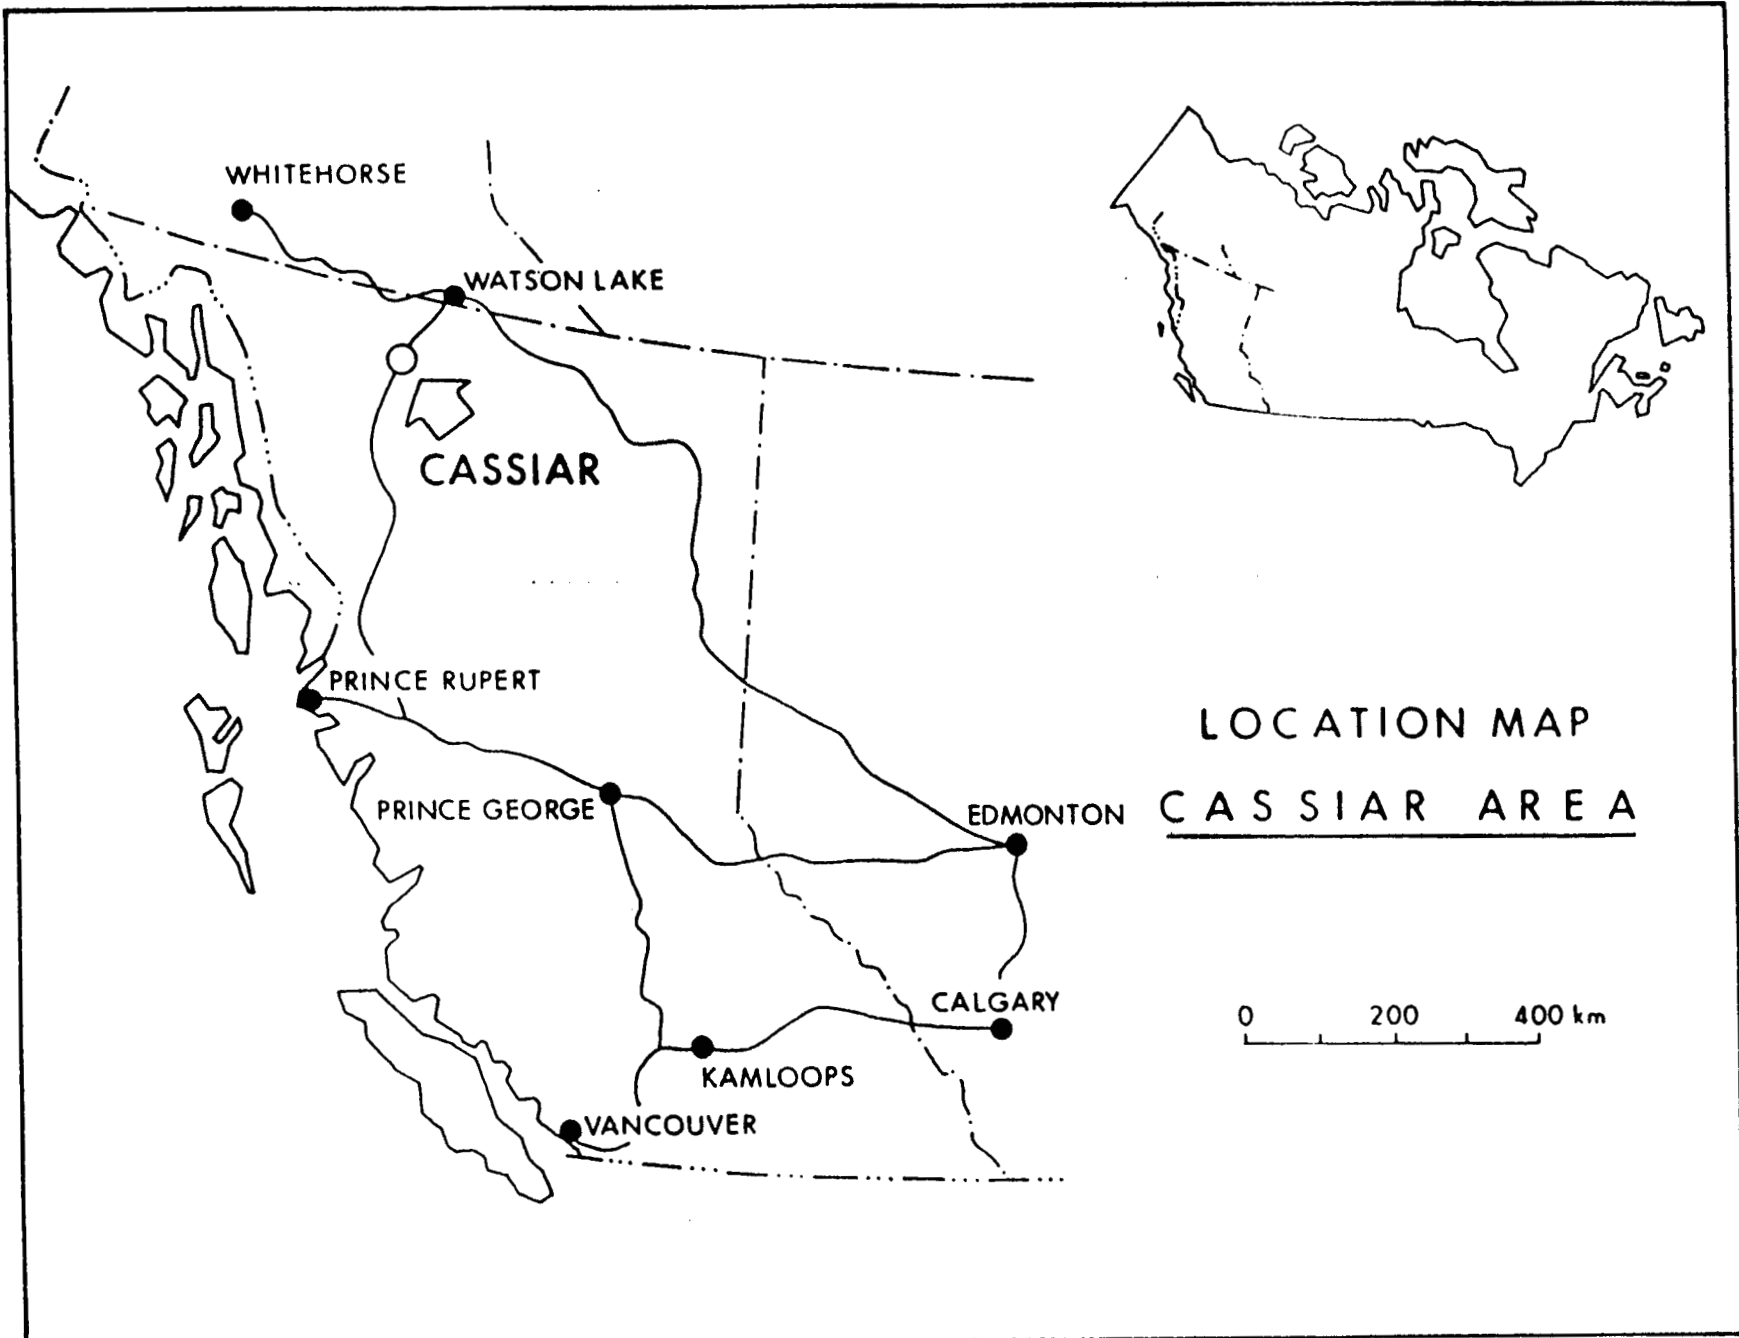 WHITEHORSE
WATSON LAKE
CASSIAR
PRINCE RUPERT
PRINCE GEORGE
EDMONTON
CALGARY
KAMLOOPS
VANCOUVER
LOCATION MAP
CASSIAR AREA
0 200 400 km